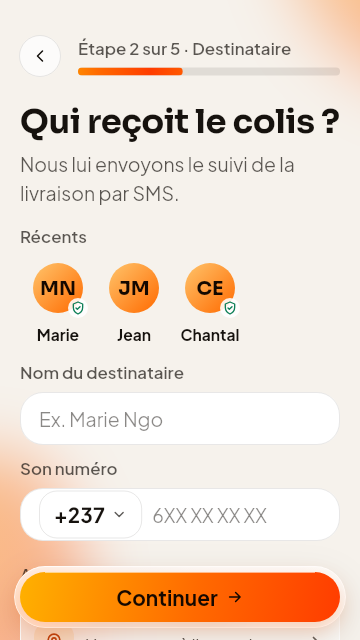 Étape 2 sur 5 · Destinataire
Qui reçoit le colis ?
Nous lui envoyons le suivi de la
livraison par SMS.
Récents
MN JM CE
Marie Jean Chantal
Nom du destinataire
Ex. Marie Ngo
Son numéro
+237 6XX XX XX XX
Continuer →